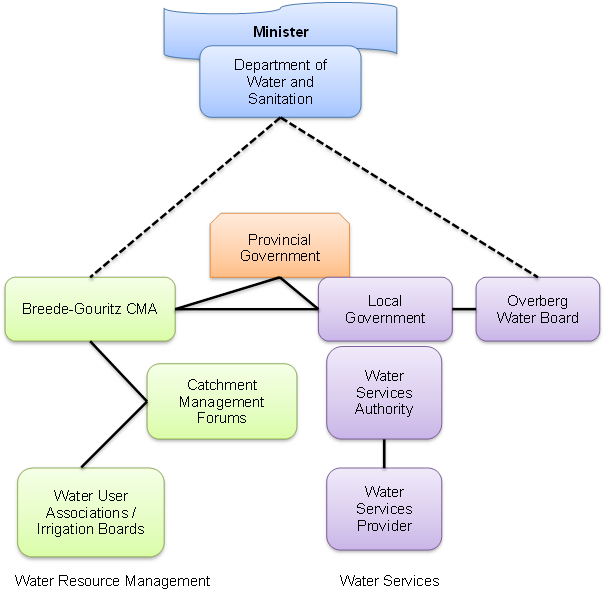 Minister
Department of
Water and
Sanitation
Provincial
Government
Breede-Gouritz CMA
Local
Government
Overberg
Water Board
Catchment
Management
Forums
Water
Services
Authority
Water User
Associations /
Irrigation Boards
Water
Services
Provider
Water Resource Management
Water Services